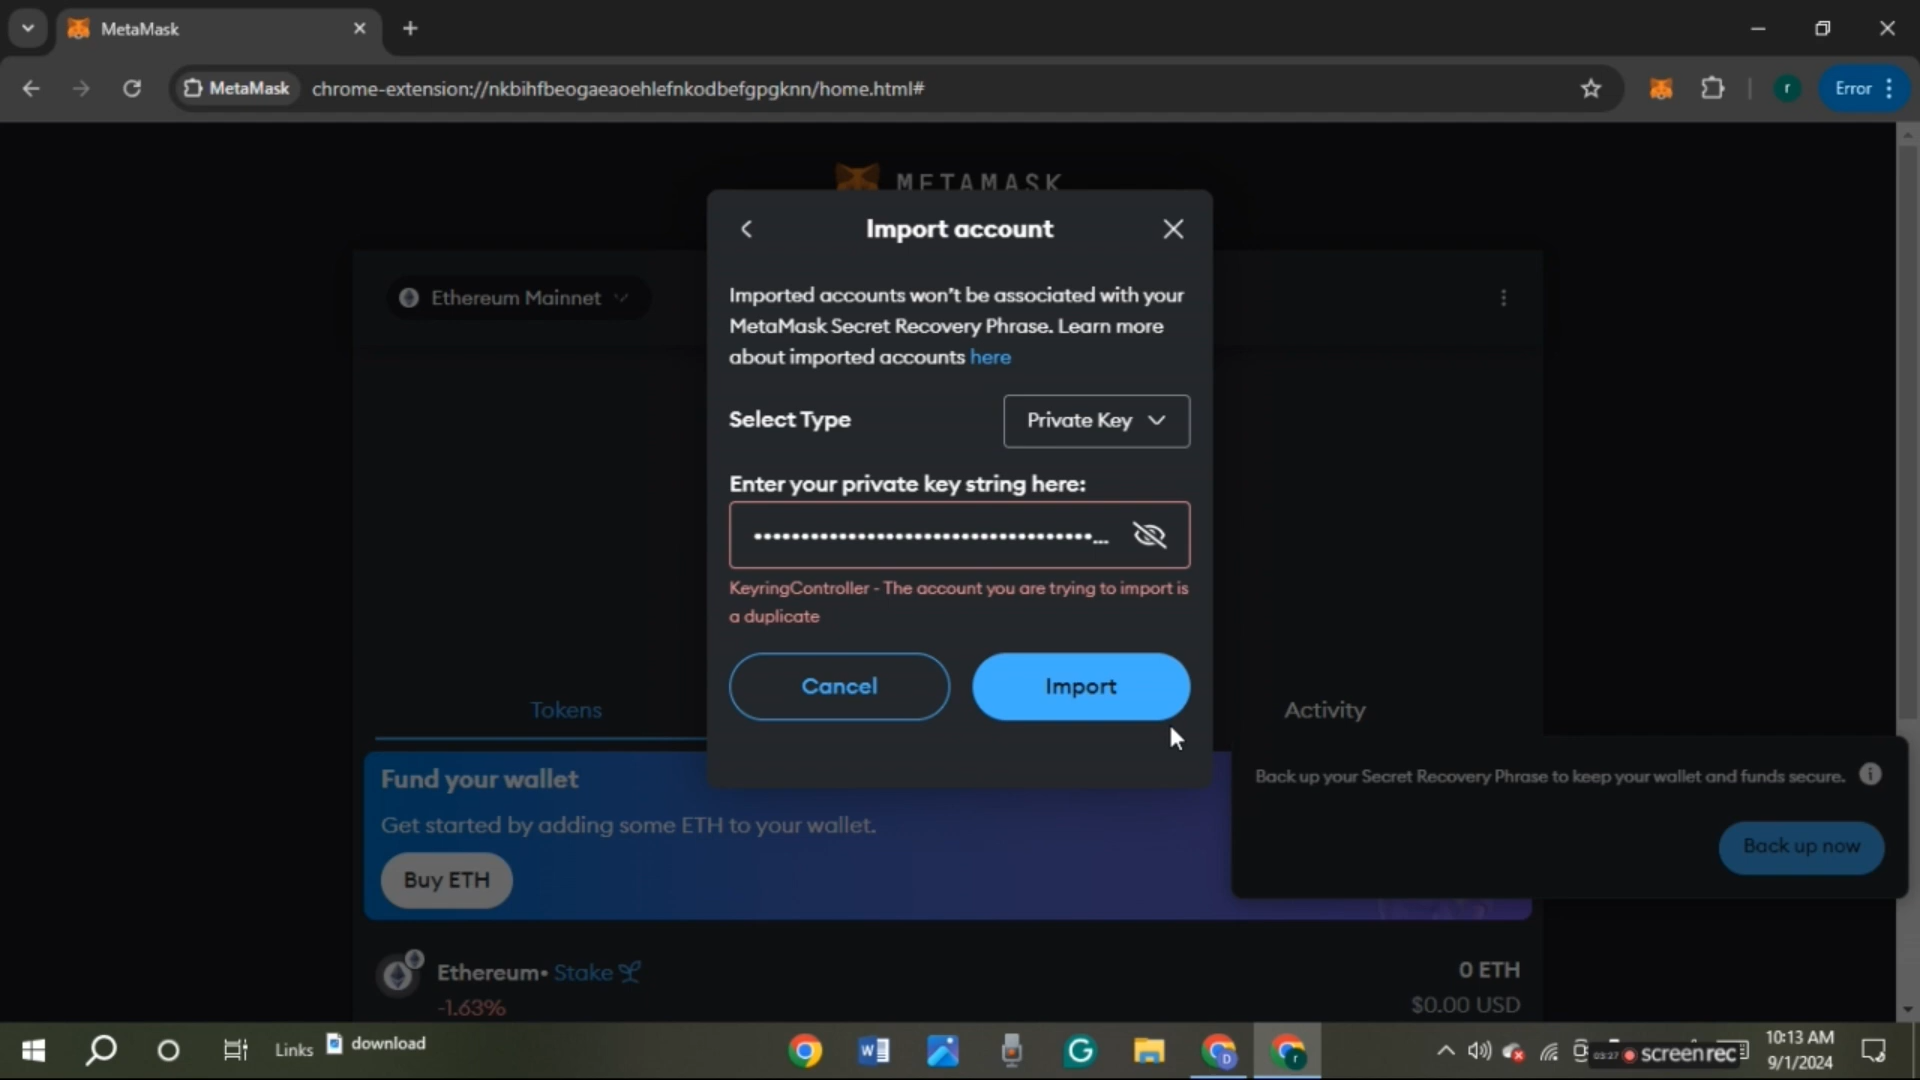 MetaMask
MetaMask
chrome-extension://nkbihfbeogaeaoehlefnkodbefgpgknn/home.html#
r
Error
METAMASK
Import account
Ethereum Mainnet
Imported accounts won't be associated with your
MetaMask Secret Recovery Phrase. Learn more
about imported accounts here
Select Type
Private Key
Enter your private key string here:
KeyringController - The account you are trying to import is
a duplicate
Cancel
Import
Tokens
Activity
Fund your wallet
Get started by adding some ETH to your wallet.
Buy ETH
Back up your Secret Recovery Phrase to keep your wallet and funds secure.
Back up now
Ethereum• Stake
0 ETH
-1.63%
$0.00 USD
Links
download
03:27
screenrec
10:13 AM
9/1/2024